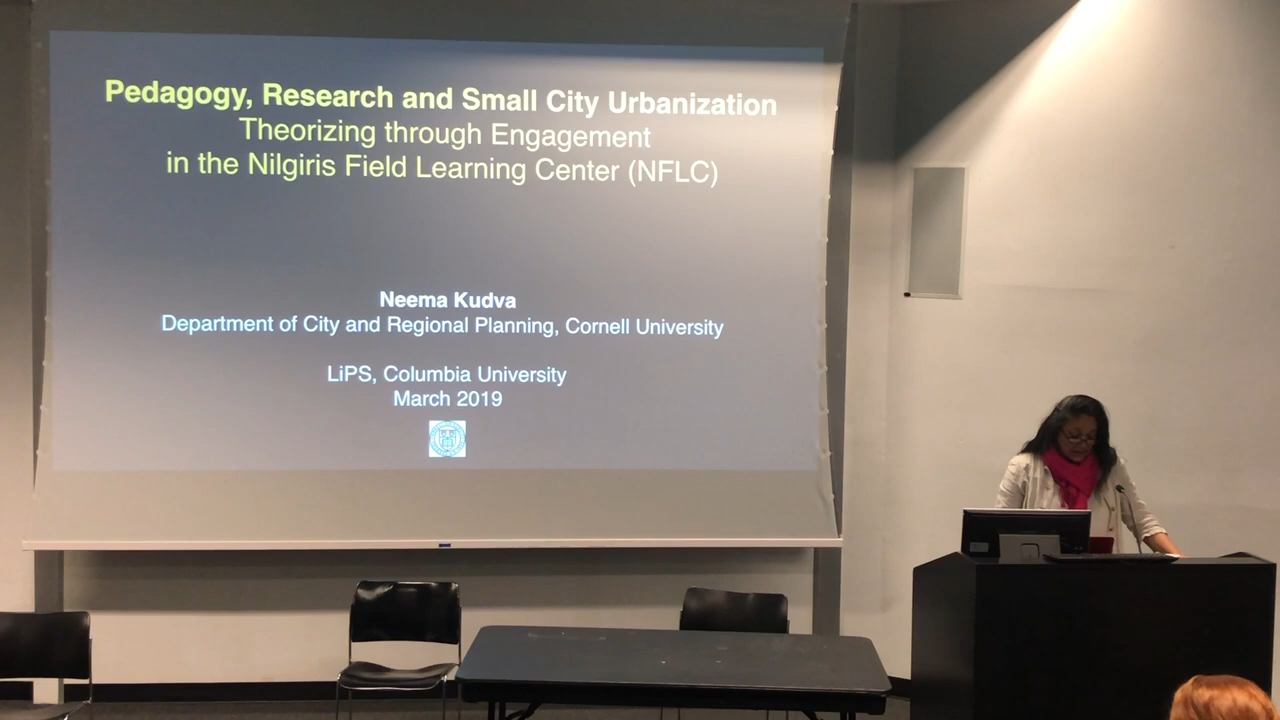 Pedagogy, Research and Small City Urbanization
Theorizing through Engagement
in the Nilgiris Field Learning Center (NFLC)
Neema Kudva
Department of City and Regional Planning, Cornell University
LiPS, Columbia University
March 2019